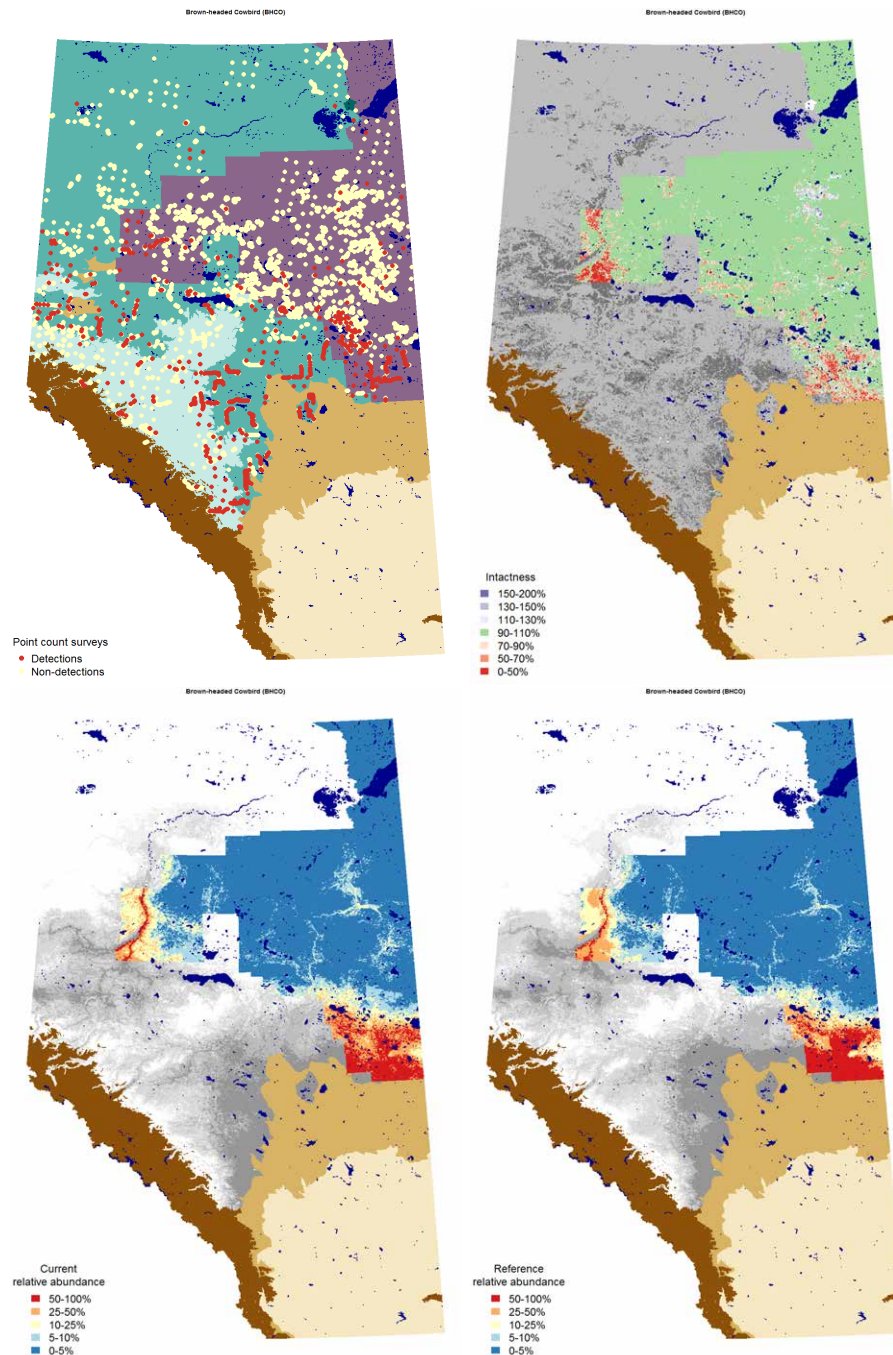 Brown-headed Cowbird (BHCO)
Point count surveys
Detections
Non-detections
Brown-headed Cowbird (BHCO)
Intactness
150-200%
130-150%
110-130%
90-110%
70-90%
50-70%
0-50%
Brown-headed Cowbird (BHCO)
Current
relative abundance
50-100%
25-50%
10-25%
5-10%
0-5%
Brown-headed Cowbird (BHCO)
Reference
relative abundance
50-100%
25-50%
10-25%
5-10%
0-5%